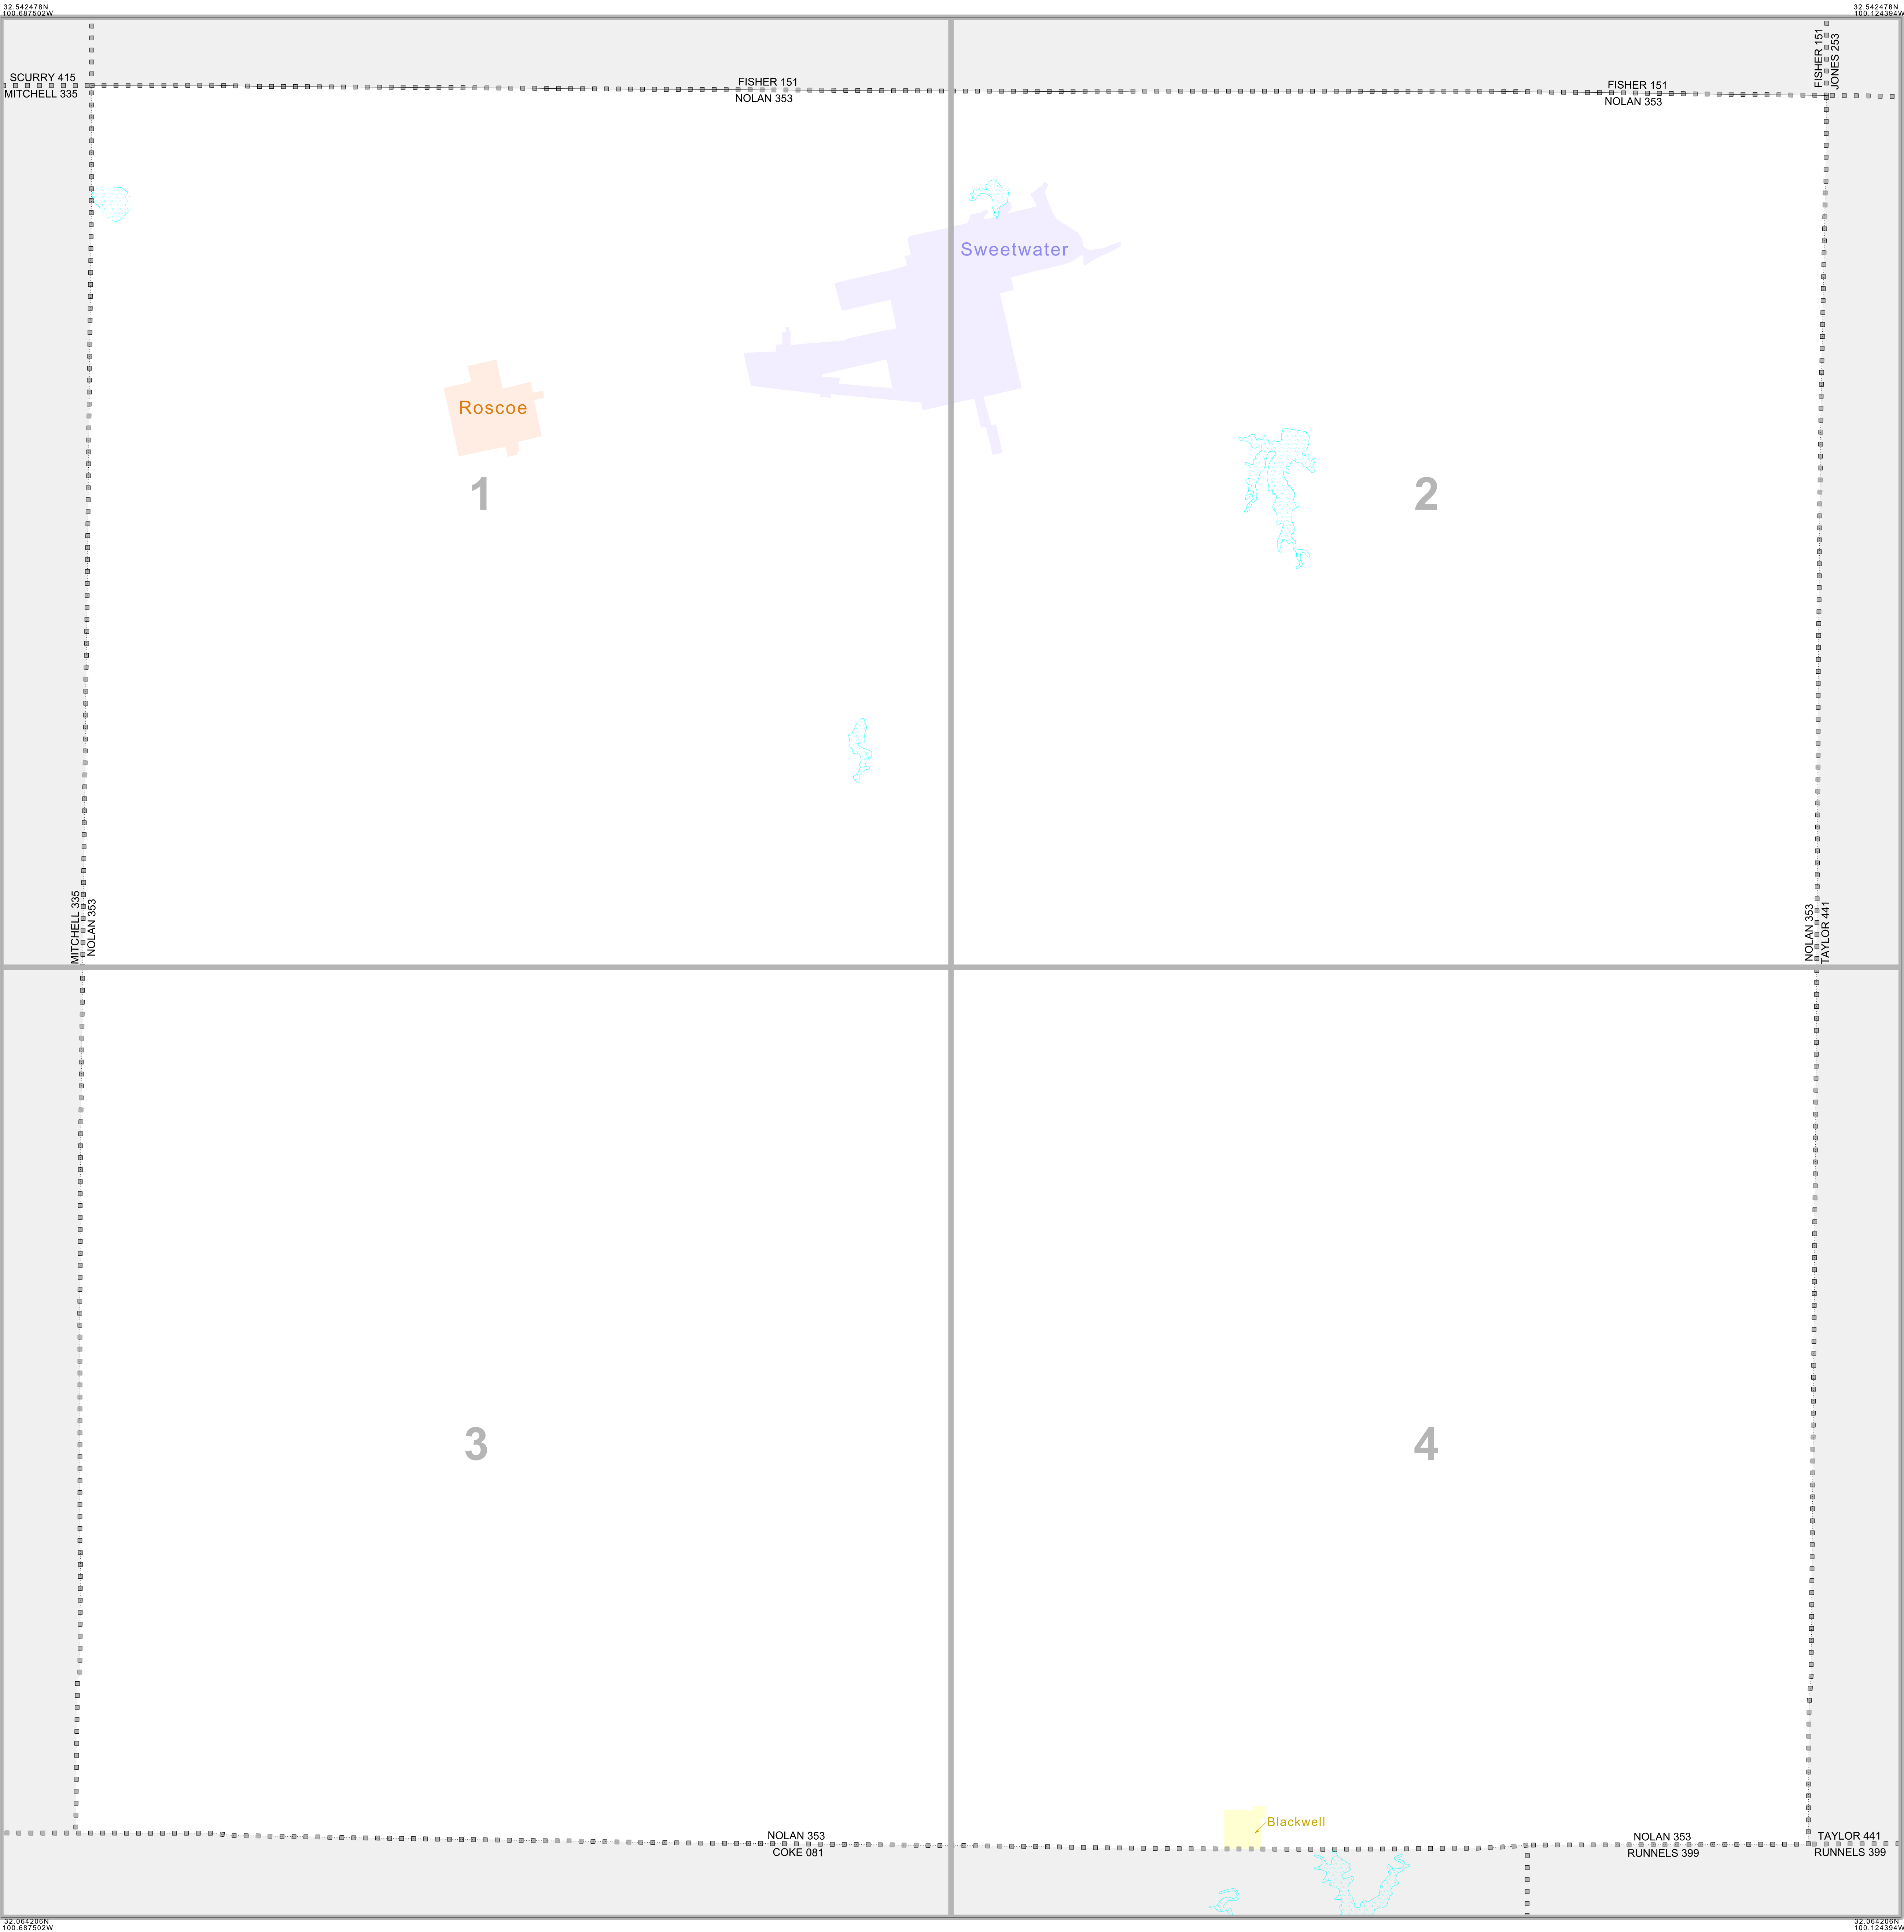 32.542478N
100.687502W
32.542478N
100.124394W
SCURRY 415
MITCHELL 335
FISHER 151
NOLAN 353
FISHER 151
NOLAN 353
FISHER 151
JONES 253
Sweetwater
Roscoe
1
2
MITCHELL 335
NOLAN 353
NOLAN 353
TAYLOR 441
3
4
Blackwell
NOLAN 353
COKE 081
NOLAN 353
RUNNELS 399
TAYLOR 441
RUNNELS 399
32.064206N
100.687502W
32.064206N
100.124394W